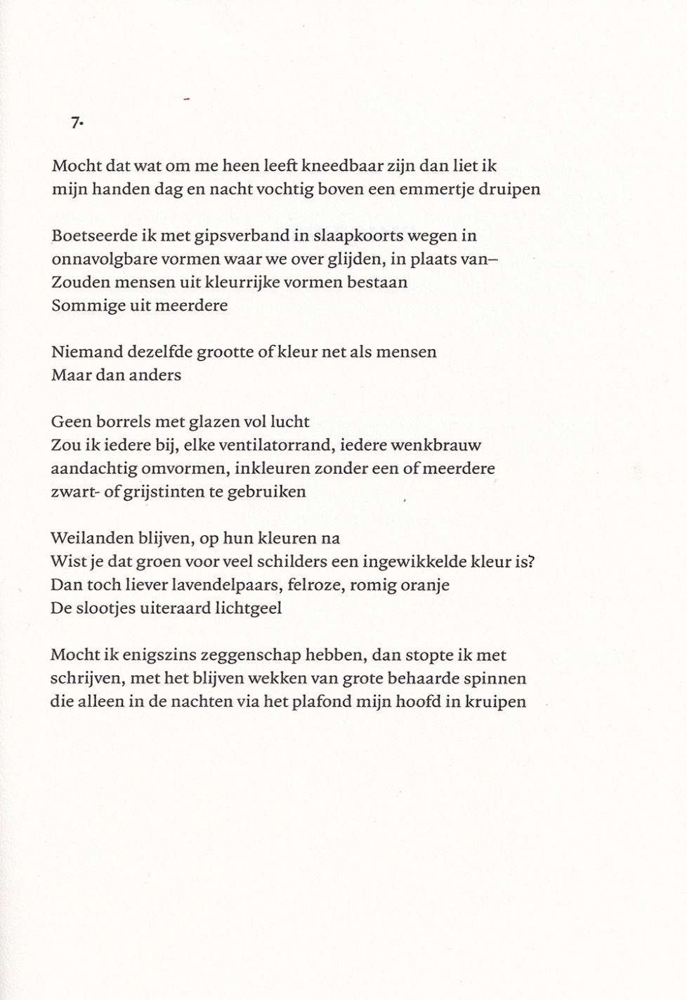 7.
Mocht dat wat om me heen leeft kneedbaar zijn dan liet ik
mijn handen dag en nacht vochtig boven een emmertje druipen
Boetseerde ik met gipsverband in slaapkoorts wegen in
onnavolgbare vormen waar we over glijden, in plaats van–
Zouden mensen uit kleurrijke vormen bestaan
Sommige uit meerdere
Niemand dezelfde grootte of kleur net als mensen
Maar dan anders
Geen borrels met glazen vol lucht
Zou ik iedere bij, elke ventilatorrand, iedere wenkbrauw
aandachtig omvormen, inkleuren zonder een of meerdere
zwart- of grijstinten te gebruiken
Weilanden blijven, op hun kleuren na
Wist je dat groen voor veel schilders een ingewikkelde kleur is?
Dan toch liever lavendelpaars, felroze, romig oranje
De slootjes uiteraard lichtgeel
Mocht ik enigszins zeggenschap hebben, dan stopte ik met
schrijven, met het blijven wekken van grote behaarde spinnen
die alleen in de nachten via het plafond mijn hoofd in kruipen